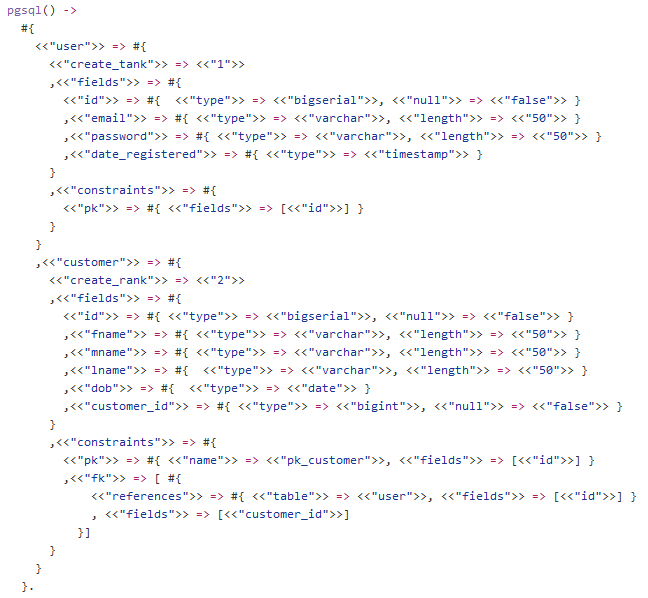 pgsql() ->
  #{
    <<"user">> => #{
      <<"create_tank">> => <<"1">>
      ,<<"fields">> => #{
        <<"id">> => #{  <<"type">> => <<"bigserial">>, <<"null">> => <<"false">> }
        ,<<"email">> => #{ <<"type">> => <<"varchar">>, <<"length">> => <<"50">> }
        ,<<"password">> => #{ <<"type">> => <<"varchar">>, <<"length">> => <<"50">> }
        ,<<"date_registered">> => #{ <<"type">> => <<"timestamp">> }
      }
      ,<<"constraints">> => #{
        <<"pk">> => #{ <<"fields">> => [<<"id">>] }
      }
    }
    ,<<"customer">> => #{
      <<"create_rank">> => <<"2">>
      ,<<"fields">> => #{
        <<"id">> => #{ <<"type">> => <<"bigserial">>, <<"null">> => <<"false">> }
        ,<<"fname">> => #{ <<"type">> => <<"varchar">>, <<"length">> => <<"50">> }
        ,<<"mname">> => #{ <<"type">> => <<"varchar">>, <<"length">> => <<"50">> }
        ,<<"lname">> => #{  <<"type">> => <<"varchar">>, <<"length">> => <<"50">> }
        ,<<"dob">> => #{  <<"type">> => <<"date">> }
        ,<<"customer_id">> => #{ <<"type">> => <<"bigint">>, <<"null">> => <<"false">> }
      }
      ,<<"constraints">> => #{
        <<"pk">> => #{ <<"name">> => <<"pk_customer">>, <<"fields">> => [<<"id">>] }
        ,<<"fk">> => [ #{
            <<"references">> => #{ <<"table">> => <<"user">>, <<"fields">> => [<<"id">>] }
            , <<"fields">> => [<<"customer_id">>]
          }]
      }
    }
  }.